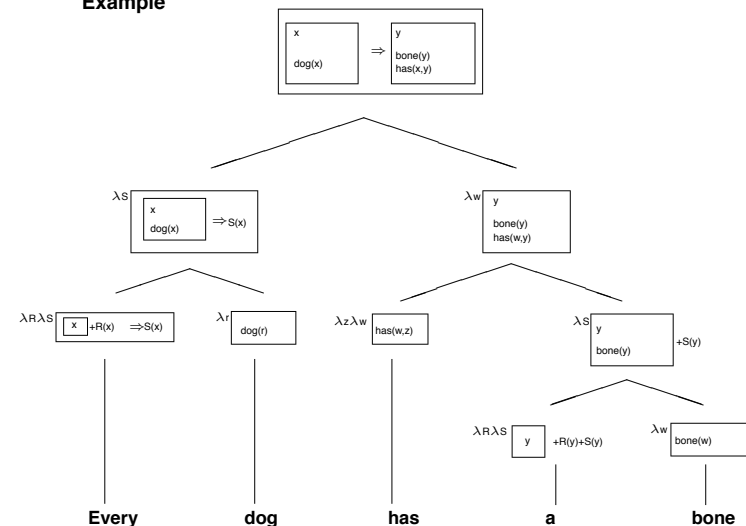 Example
x
dog(x)
⇒
y
bone(y)
has(x,y)
λS
x
dog(x)
⇒S(x)
λw
y
bone(y)
has(w,y)
λRλS
x
+R(x)
⇒S(x)
λr
dog(r)
λzλw
has(w,z)
λS
y
bone(y)
+S(y)
λRλS
y
+R(y)+S(y)
λw
bone(w)
Every dog has a bone